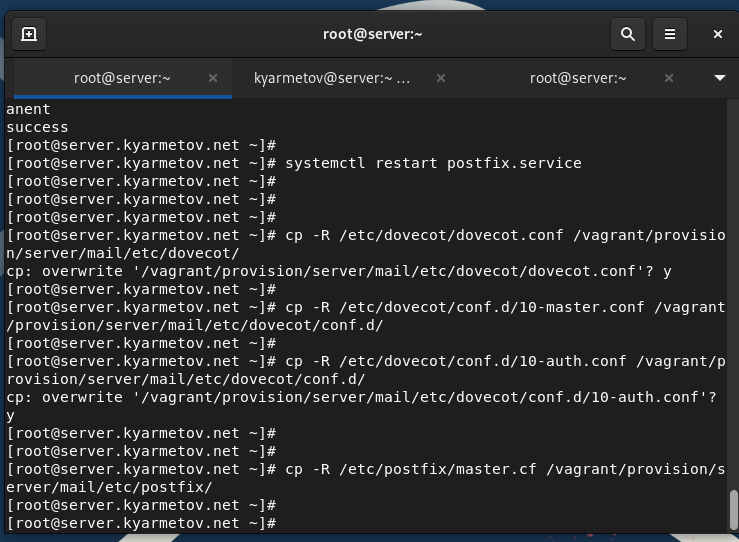 root@server:~
root@server:~
kyarmetov@server:~ ...
root@server:~
anent
success
[root@server.kyarmetov.net ~]#
[root@server.kyarmetov.net ~]# systemctl restart postfix.service
[root@server.kyarmetov.net ~]#
[root@server.kyarmetov.net ~]#
[root@server.kyarmetov.net ~]#
[root@server.kyarmetov.net ~]# cp -R /etc/dovecot/dovecot.conf /vagrant/provisio
n/server/mail/etc/dovecot/
cp: overwrite '/vagrant/provision/server/mail/etc/dovecot/dovecot.conf'? y
[root@server.kyarmetov.net ~]#
[root@server.kyarmetov.net ~]# cp -R /etc/dovecot/conf.d/10-master.conf /vagrant
/provision/server/mail/etc/dovecot/conf.d/
[root@server.kyarmetov.net ~]#
[root@server.kyarmetov.net ~]# cp -R /etc/dovecot/conf.d/10-auth.conf /vagrant/p
rovision/server/mail/etc/dovecot/conf.d/
cp: overwrite '/vagrant/provision/server/mail/etc/dovecot/conf.d/10-auth.conf'?
y
[root@server.kyarmetov.net ~]#
[root@server.kyarmetov.net ~]#
[root@server.kyarmetov.net ~]# cp -R /etc/postfix/master.cf /vagrant/provision/s
erver/mail/etc/postfix/
[root@server.kyarmetov.net ~]#
[root@server.kyarmetov.net ~]#